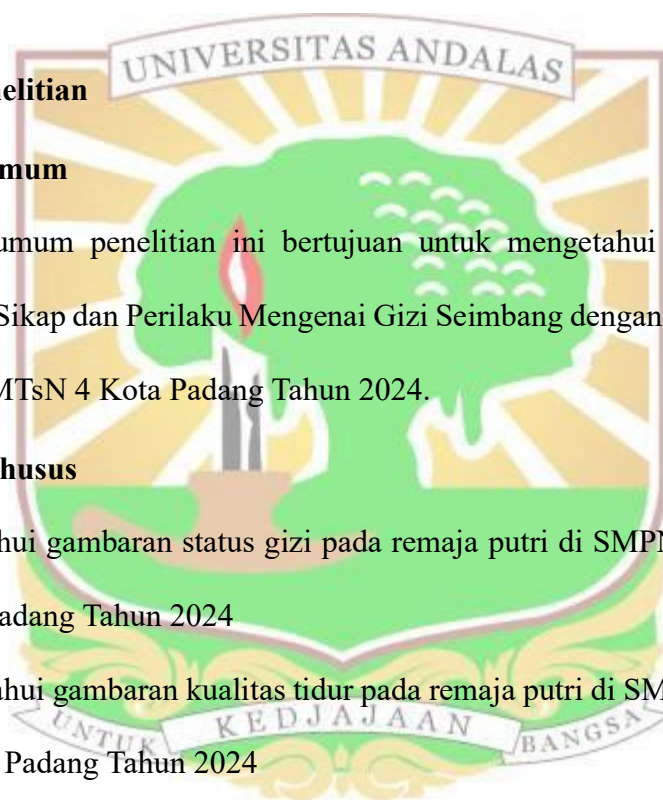 UNIVERSITAS ANDALAS
nelitian
mum
umum penelitian ini bertujuan untuk mengetahui
Sikap dan Perilaku Mengenai Gizi Seimbang dengan
MTsN 4 Kota Padang Tahun 2024.
husus
hui gambaran status gizi pada remaja putri di SMPN
adang Tahun 2024
ahui gambaran kualitas tidur pada remaja putri di SM
UNTUK KEDJAJAAN BANGSA
Padang Tahun 2024